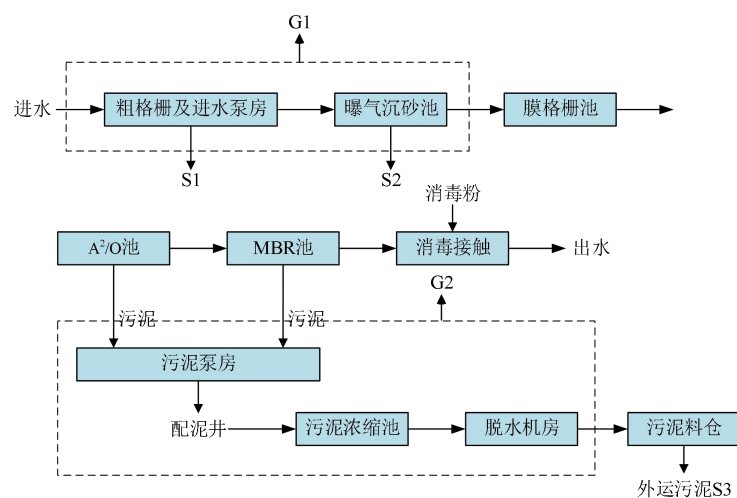 G1
进水
粗格栅及进水泵房
曝气沉砂池
膜格栅池
S1
S2
消毒粉
A²/O池
MBR池
消毒接触
出水
G2
污泥
污泥
污泥泵房
配泥井
污泥浓缩池
脱水机房
污泥料仓
外运污泥S3